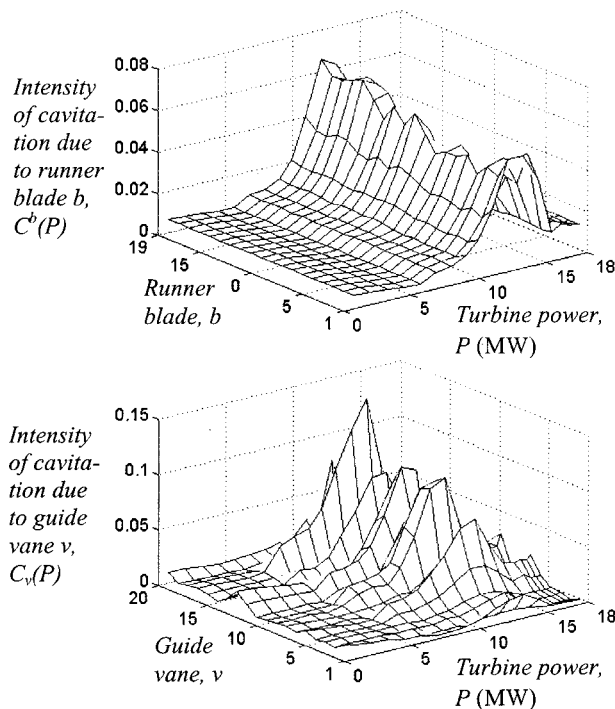 Intensity
of cavita-
tion due
to runner
blade b,
C^b(P)
0.08
0.06
0.04
0.02
0
19
15
0
5
1
Runner
blade, b
0
5
10
15
18
Turbine power,
P (MW)
Intensity
of cavita-
tion due
to guide
vane v,
C_v(P)
0.15
0.1
0.05
0
20
15
10
5
1
Guide
vane, v
0
5
10
15
18
Turbine power,
P (MW)